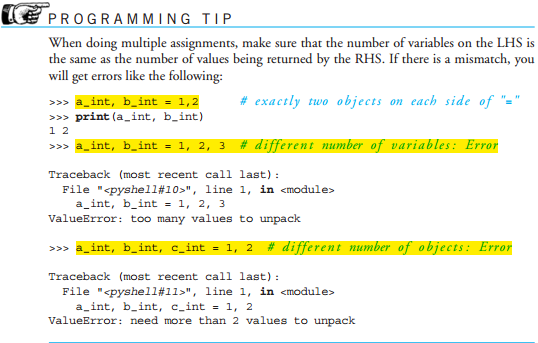 PROGRAMMING TIP
When doing multiple assignments, make sure that the number of variables on the LHS is
the same as the number of values being returned by the RHS. If there is a mismatch, you
will get errors like the following:
>>> a_int, b_int = 1,2 # exactly two objects on each side of "="
>>> print(a_int, b_int)
1 2
>>> a_int, b_int = 1, 2, 3 # different number of variables: Error
Traceback (most recent call last):
File "<pyshell#10>", line 1, in <module>
a_int, b_int = 1, 2, 3
ValueError: too many values to unpack
>>> a_int, b_int, c_int = 1, 2 # different number of objects: Error
Traceback (most recent call last):
File "<pyshell#11>", line 1, in <module>
a_int, b_int, c_int = 1, 2
ValueError: need more than 2 values to unpack